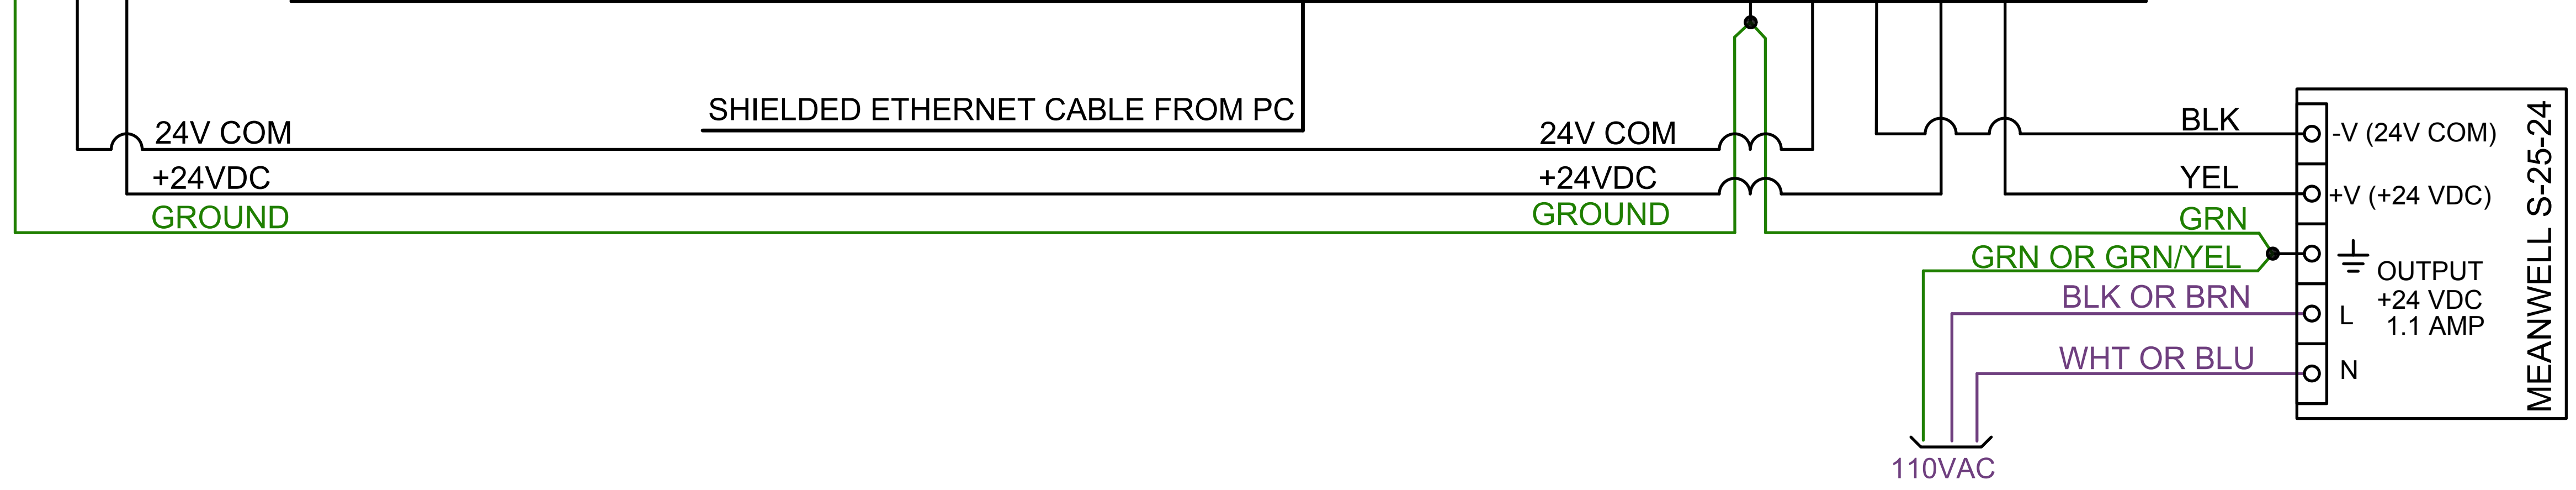 SHIELDED ETHERNET CABLE FROM PC
24V COM
+24VDC
GROUND
24V COM
+24VDC
GROUND
BLK
YEL
GRN
GRN OR GRN/YEL
BLK OR BRN
WHT OR BLU
110VAC
-V (24V COM)
+V (+24 VDC)
OUTPUT
+24 VDC
1.1 AMP
L
N
MEANWELL S-25-24